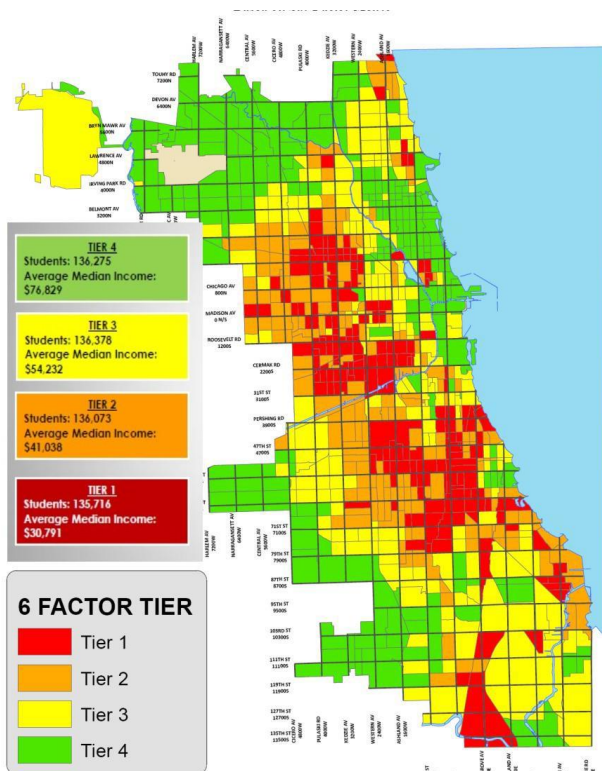 HARLEM AV
7200W
NARRAGANSETT AV
6400W
CENTRAL AV
5600W
CICERO AV
4800W
PULASKI RD
4000W
KEDZIE AV
3200W
WESTERN AV
2400W
ASHLAND AV
1600W
TOUHY RD
7200N
DEVON AV
6400N
BRYN MAWR AV
5600N
LAWRENCE AV
4800N
IRVING PARK RD
4000N
BELMONT AV
3200N
TIER 4
Students: 136,275
Average Median Income:
$76,829
TIER 3
Students: 136,378
Average Median Income:
$54,232
TIER 2
Students: 136,073
Average Median Income:
$41,038
TIER 1
Students: 135,716
Average Median Income:
$30,791
CHICAGO AV
800N
MADISON AV
0 N/S
ROOSEVELT RD
1200S
CERMAK RD
2200S
31ST ST
3100S
PERSHING RD
3900S
47TH ST
4700S
HARLEM AV
7200W
NARRAGANSETT AV
6400W
CENTRAL AV
5600W
71ST ST
7100S
79TH ST
7900S
87TH ST
8700S
95TH ST
9500S
103RD ST
10300S
111TH ST
11100S
119TH ST
11900S
127TH ST
12700S
135TH ST
13500S
CICERO AV
4800W
PULASKI RD
4000W
KEDZIE AV
3200W
WESTERN AV
2400W
ASHLAND AV
1600W
6 FACTOR TIER
Tier 1
Tier 2
Tier 3
Tier 4